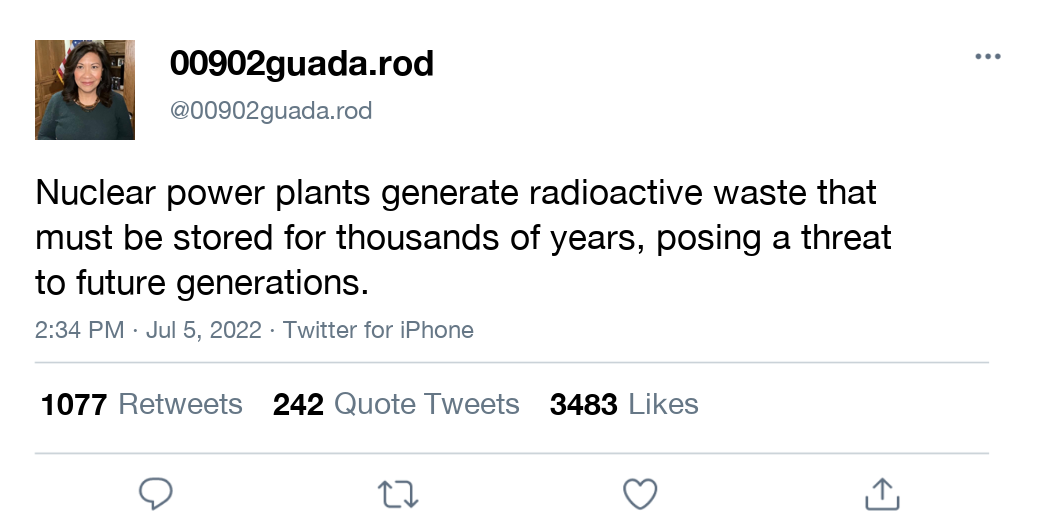 00902guada.rod
@00902guada.rod
Nuclear power plants generate radioactive waste that
must be stored for thousands of years, posing a threat
to future generations.
2:34 PM · Jul 5, 2022 · Twitter for iPhone
1077 Retweets 242 Quote Tweets 3483 Likes